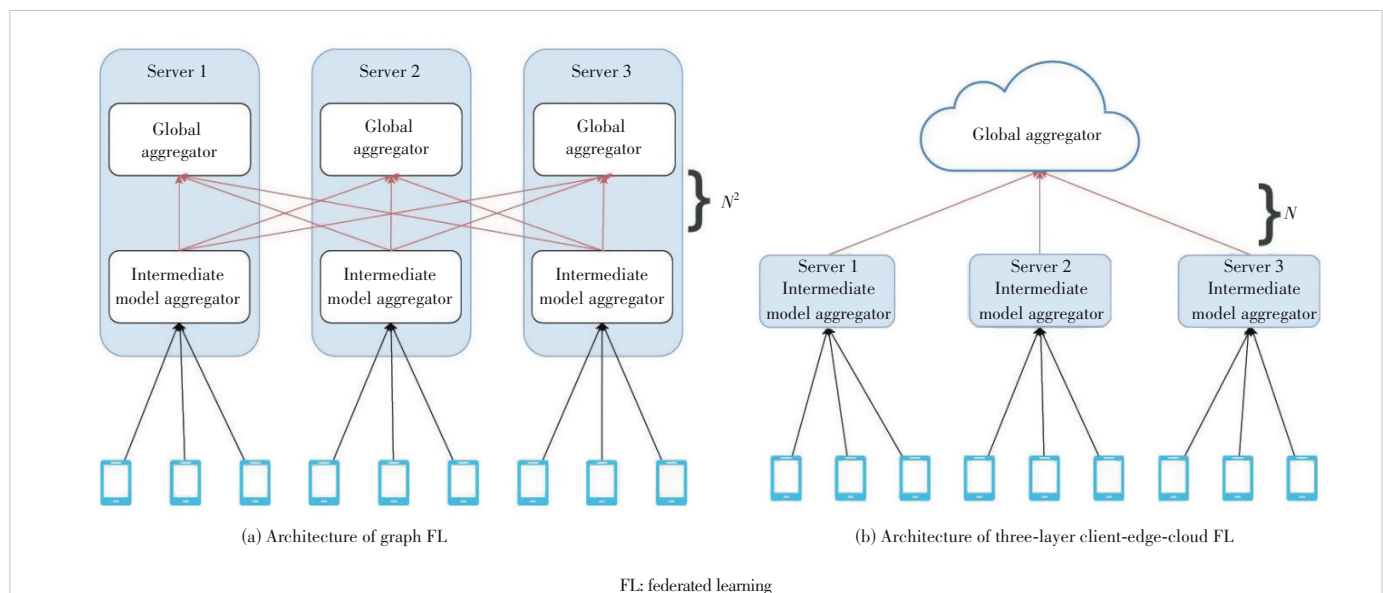 Server 1
Server 2
Server 3
Global
aggregator
Global
aggregator
Global
aggregator
N²
Intermediate
model aggregator
Intermediate
model aggregator
Intermediate
model aggregator
(a) Architecture of graph FL
Global aggregator
N
Server 1
Intermediate
model aggregator
Server 2
Intermediate
model aggregator
Server 3
Intermediate
model aggregator
(b) Architecture of three-layer client-edge-cloud FL
FL: federated learning